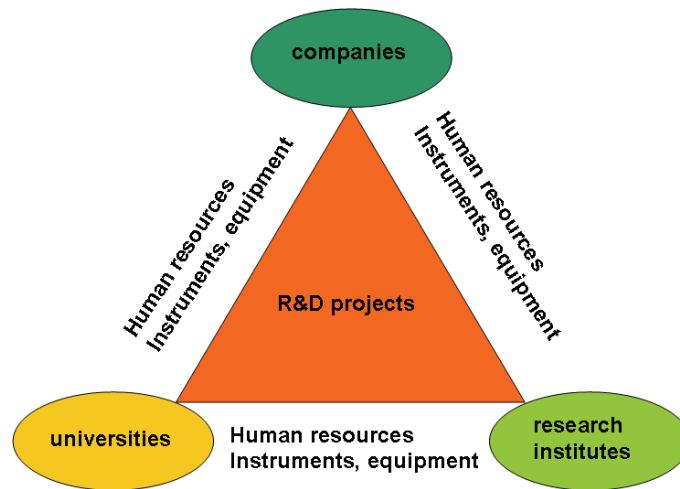 companies
Human resources
Instruments, equipment
Human resources
Instruments, equipment
R&D projects
universities
Human resources
Instruments, equipment
research
institutes